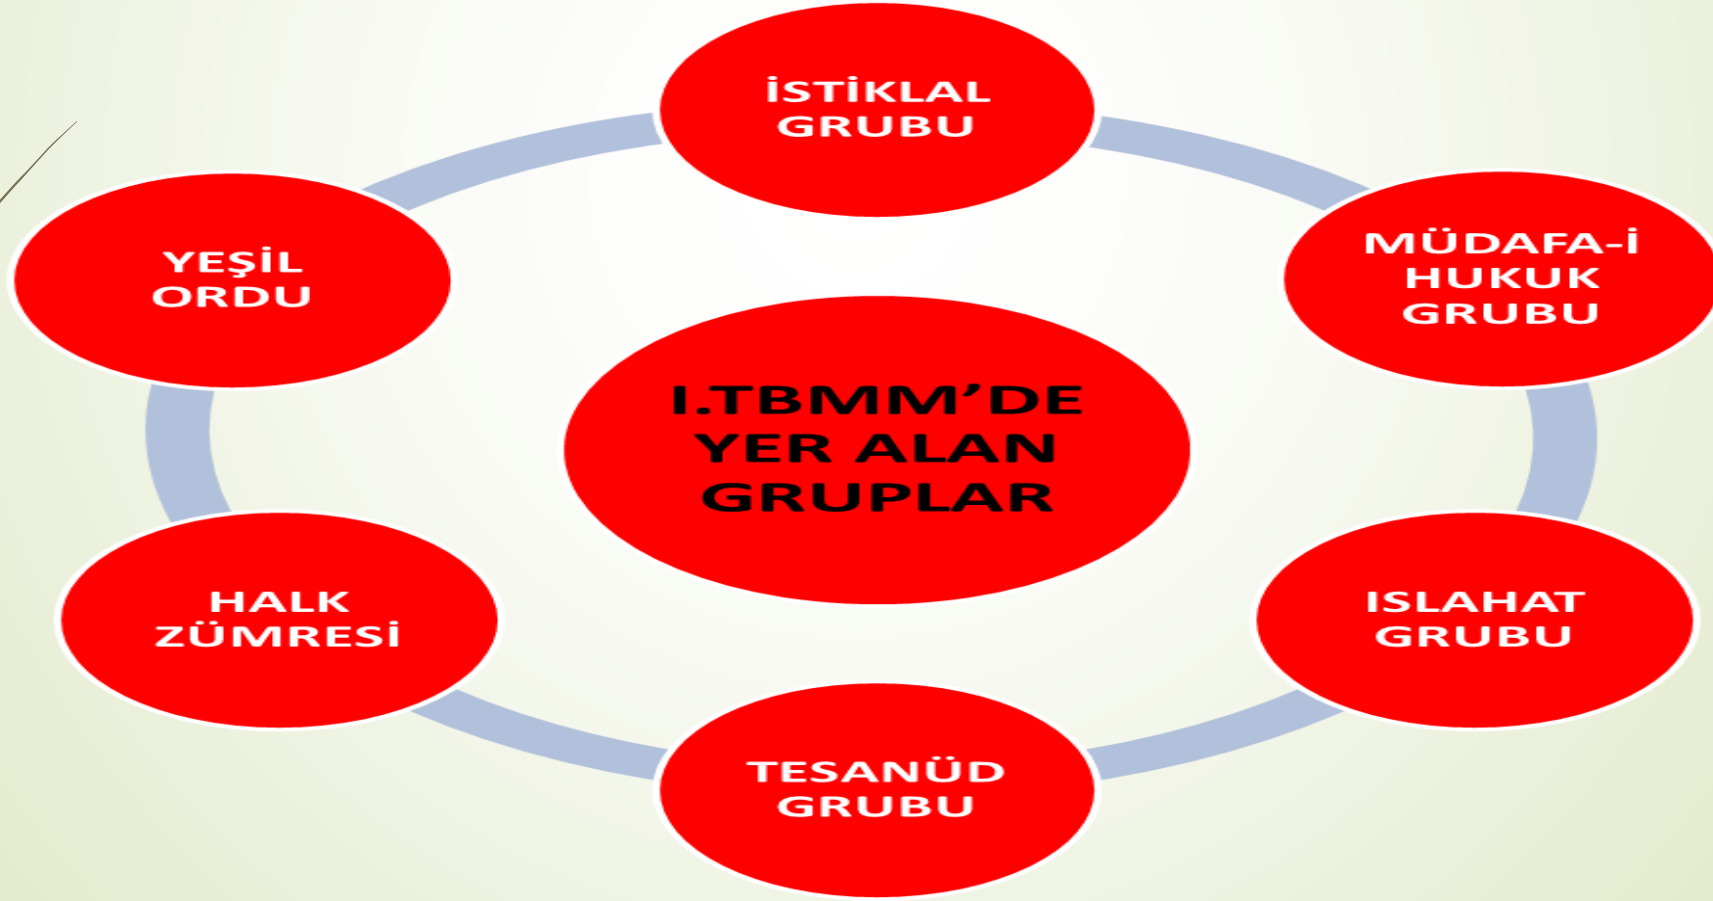 İSTİKLAL
GRUBU
MÜDAFA-İ
HUKUK
GRUBU
YEŞİL
ORDU
I.TBMM’DE
YER ALAN
GRUPLAR
HALK
ZÜMRESİ
ISLAHAT
GRUBU
TESANÜD
GRUBU